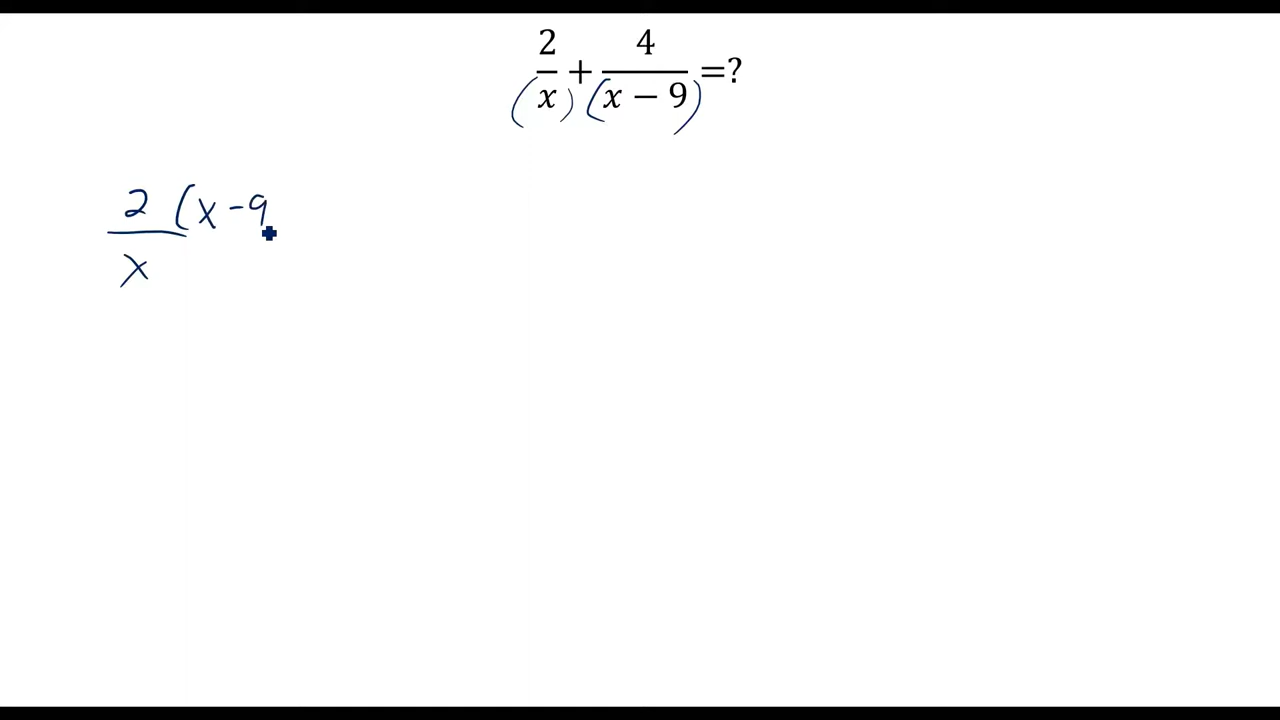 2/x + 4/(x − 9) =?
2 (x-9
x